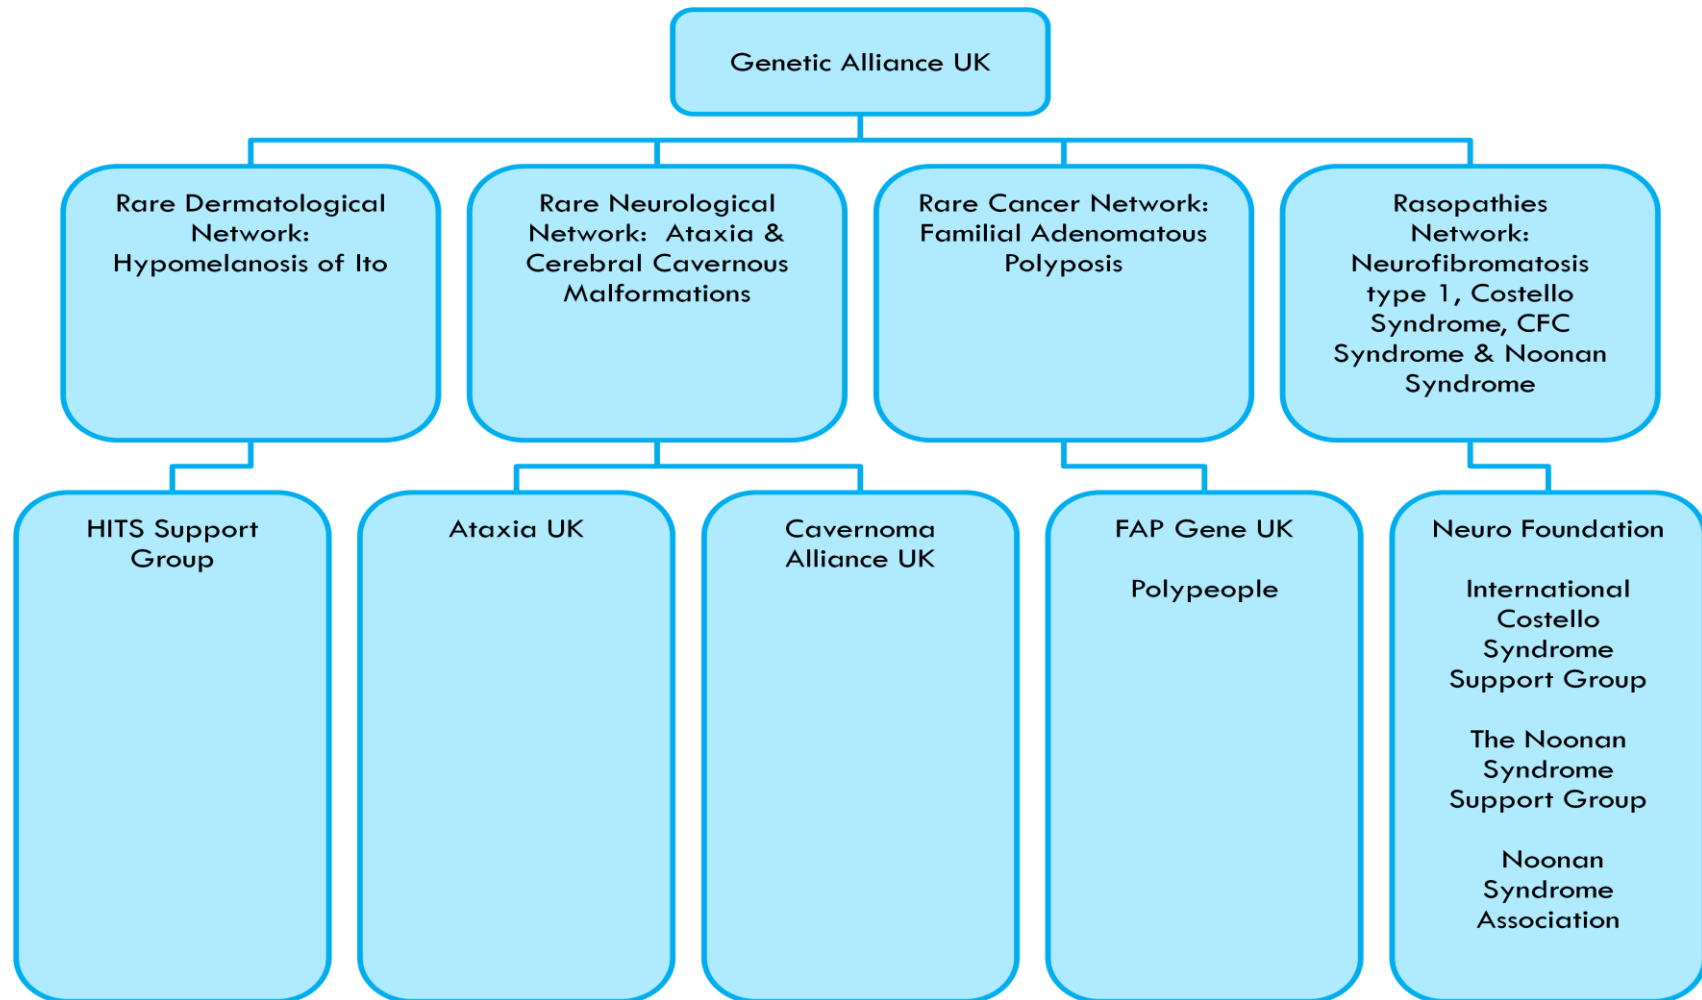 Genetic Alliance UK
Rare Dermatological
Network:
Hypomelanosis of Ito
Rare Neurological
Network:  Ataxia &
Cerebral Cavernous
Malformations
Rare Cancer Network:
Familial Adenomatous
Polyposis
Rasopathies
Network:
Neurofibromatosis
type 1, Costello
Syndrome, CFC
Syndrome & Noonan
Syndrome
HITS Support
Group
Ataxia UK
Cavernoma
Alliance UK
FAP Gene UK
Polypeople
Neuro Foundation
International
Costello
Syndrome
Support Group
The Noonan
Syndrome
Support Group
Noonan
Syndrome
Association